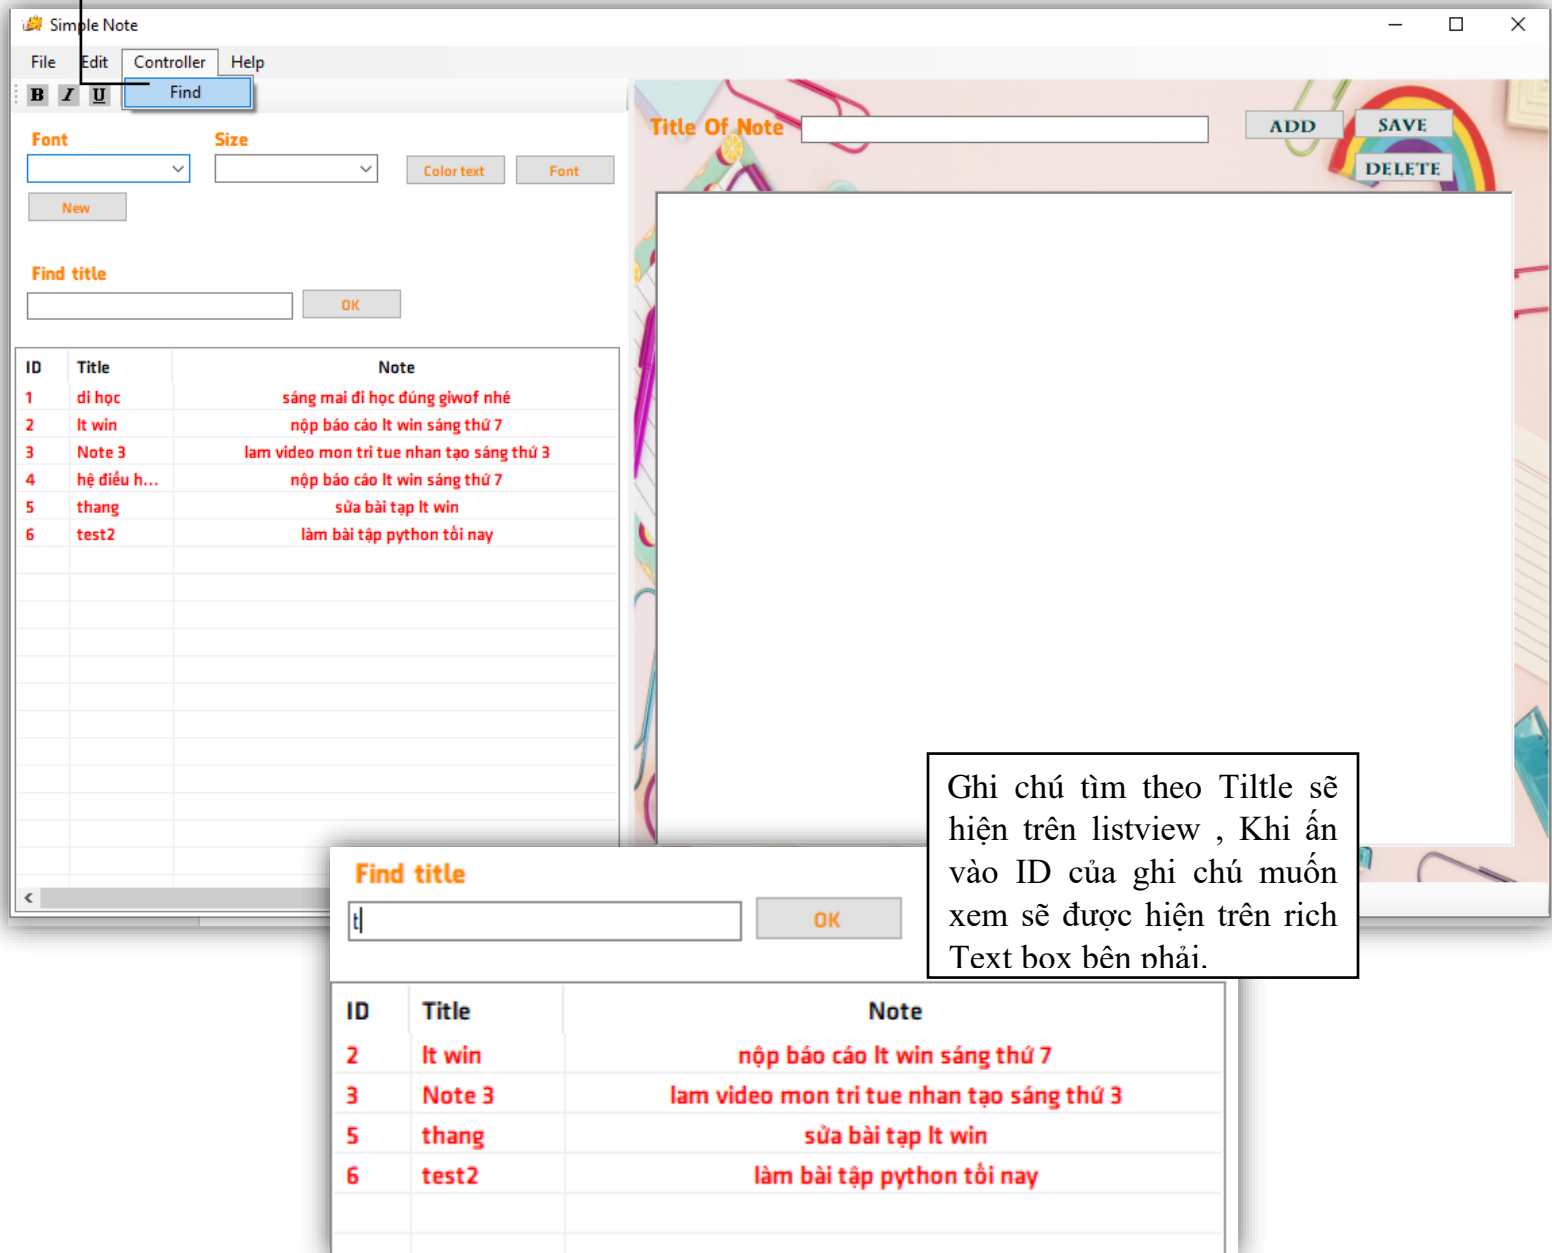 Simple Note
File Edit Controller Help
B I U Find
Font Size
Color text Font
New
Find title
OK
Title Of Note ADD SAVE
DELETE
ID Title Note
1 di học sáng mai đi học đúng giwof nhé
2 lt win nộp báo cáo lt win sáng thứ 7
3 Note 3 lam video mon tri tue nhan tạo sáng thứ 3
4 hệ điều h... nộp báo cáo lt win sáng thứ 7
5 thang sửa bài tạp lt win
6 test2 làm bài tập python tối nay
Ghi chú tìm theo Tiltle sẽ
hiện trên listview , Khi ấn
vào ID của ghi chú muốn
xem sẽ được hiện trên rich
Text box bên phải.
Find title
t OK
ID Title Note
2 lt win nộp báo cáo lt win sáng thứ 7
3 Note 3 lam video mon tri tue nhan tạo sáng thứ 3
5 thang sửa bài tạp lt win
6 test2 làm bài tập python tối nay